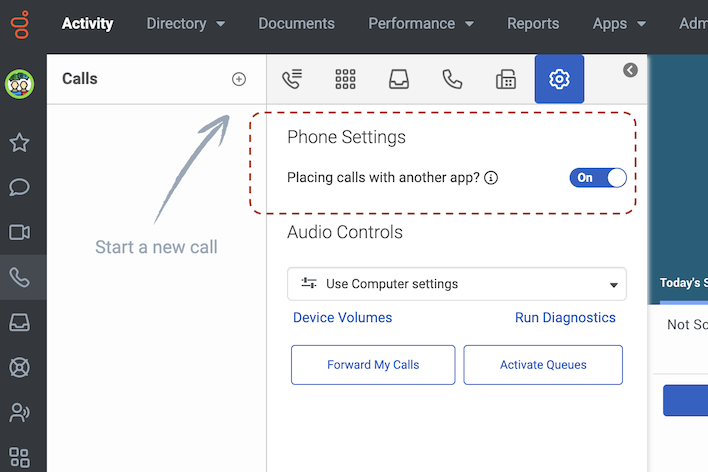 Activity Directory Documents Performance Reports Apps Adm
Calls
Phone Settings
Placing calls with another app? On
Start a new call
Audio Controls
Use Computer settings
Device Volumes Run Diagnostics
Forward My Calls Activate Queues
Today's S
Not Sc